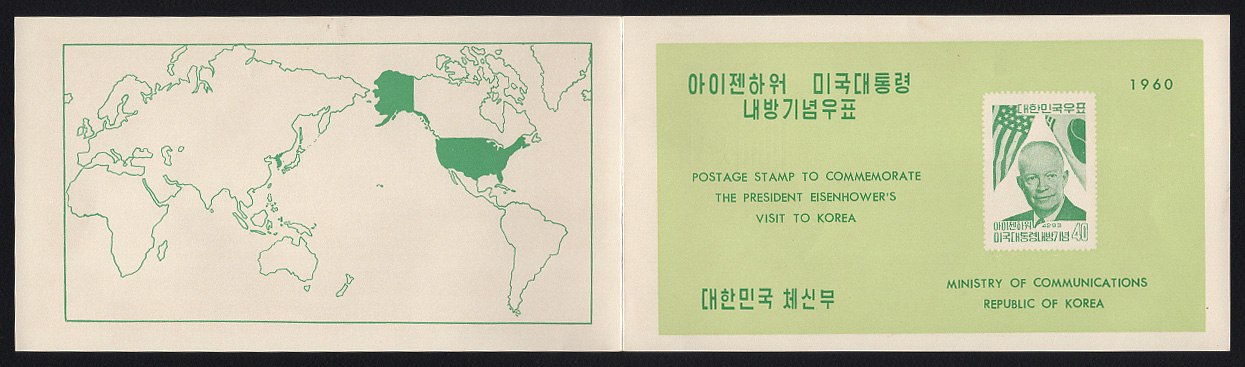 아이젠하워 미국대통령
내방기념우표
1960
대한민국우표
POSTAGE STAMP TO COMMEMORATE
THE PRESIDENT EISENHOWER'S
VISIT TO KOREA
아이젠하워 4293
미국대통령내방기념 40
대한민국 체신부
MINISTRY OF COMMUNICATIONS
REPUBLIC OF KOREA